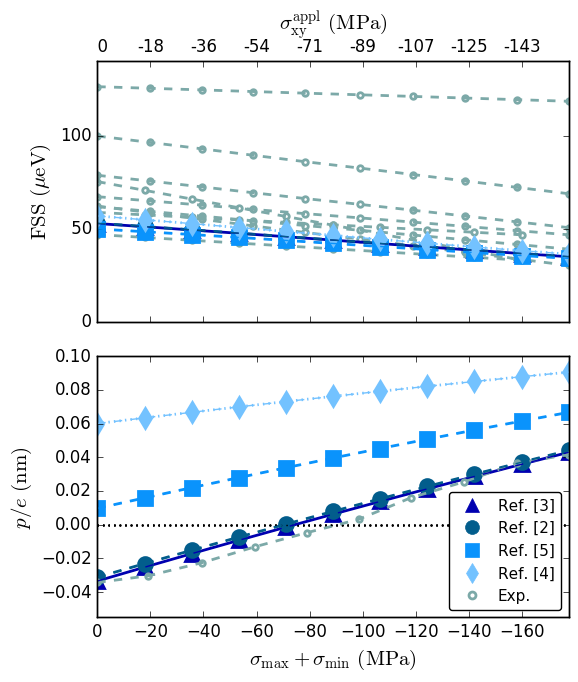 σ_xy^appl (MPa)
0 -18 -36 -54 -71 -89 -107 -125 -143
FSS (μeV)
100
50
0
p/e (nm)
0.10
0.08
0.06
0.04
0.02
0.00
−0.02
−0.04
Ref. [3]
Ref. [2]
Ref. [5]
Ref. [4]
Exp.
0 −20 −40 −60 −80 −100 −120 −140 −160
σ_max + σ_min (MPa)